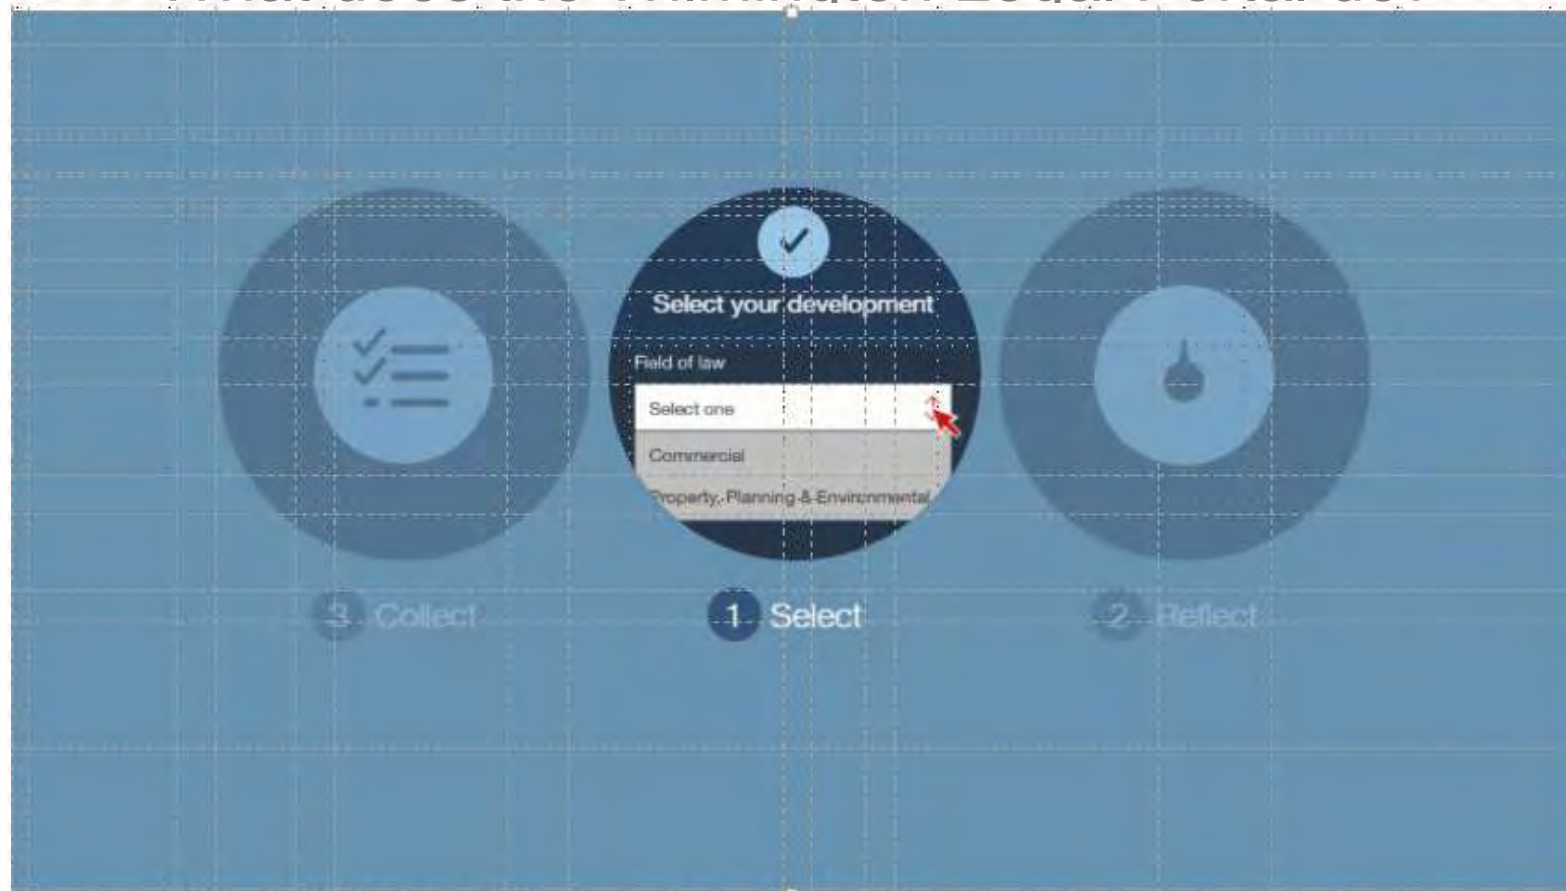 Select your development
Field of law
Select one
Commercial
Property, Planning & Environmental
3 Collect
1 Select
2 Reflect